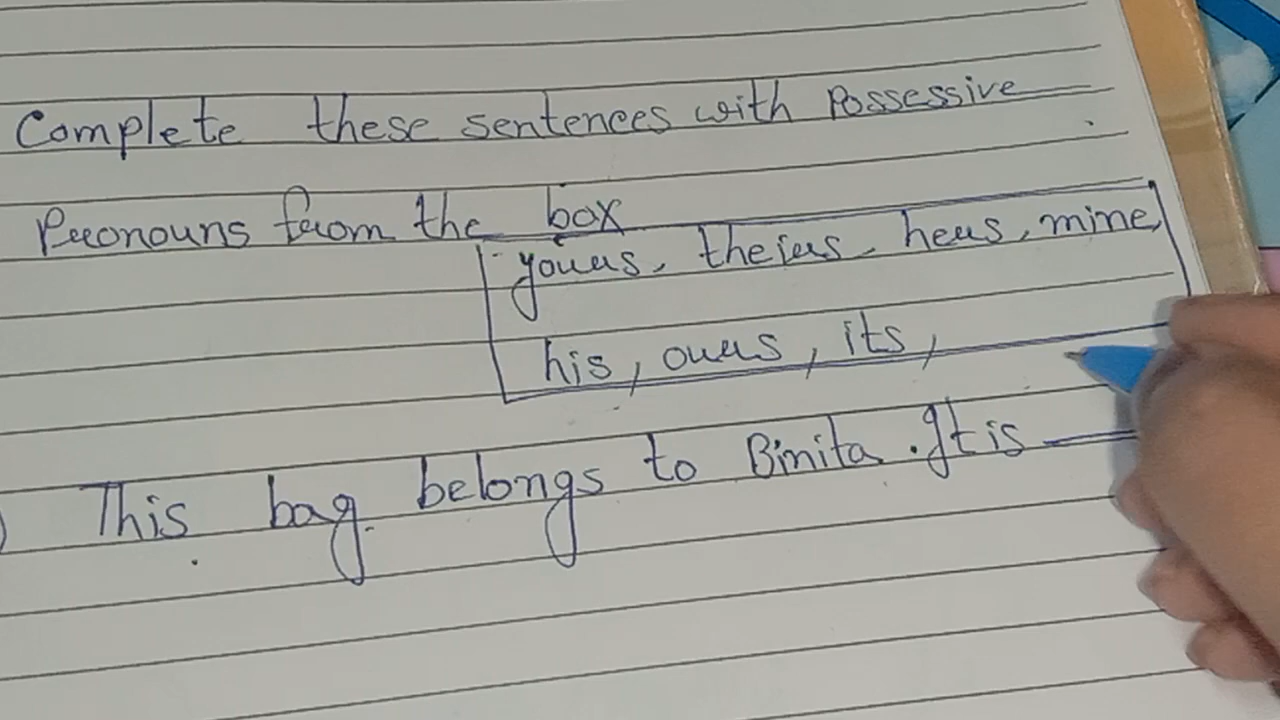 Complete these sentences with Possessive
Pronouns from the box
yours, theirs, hers, mine,
his, ours, its,
) This bag belongs to Binita. It is —